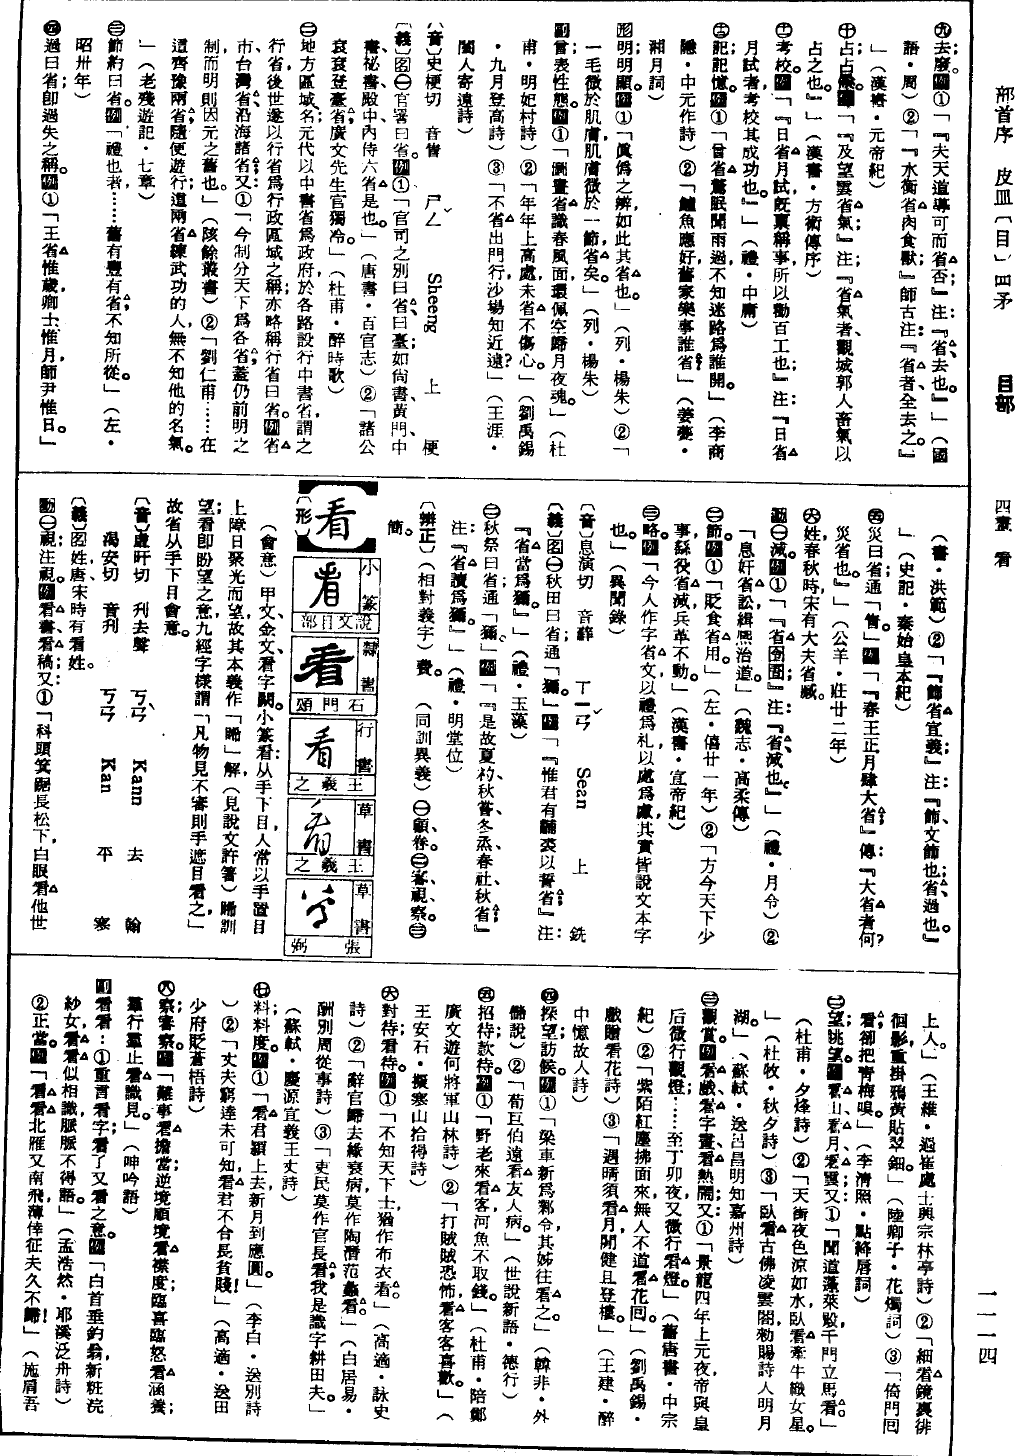 部首序 皮皿〔目〕四矛 目部 四畫 看 一一一四
㊈去;廢。例①「『夫天道導可而省否』注:『省去也。』」(國
語・周)②「『水衡省肉食獸』師古注:『省者全去之。』
」(漢書・元帝紀)
㊉占;占候。例「『及望雲省氣』注:『省氣者觀城郭人畜氣以
占之也。』」(漢書・方術傳序)
⑪考校。例「『日省月試既稟稱事所以勸百工也;』注:『日省
月試者考校其成功也。』」(禮・中庸)
⑫記;記憶。例①「曾省驚眠聞雨過不知迷路爲誰開。」(李商
隱・中元作詩)②「鱸魚應好舊家樂事誰省!」(姜夔・
湘月詞)
形明;明顯。例①「眞僞之辨如此其省也。」(列・楊朱)②「
一毛微於肌膚,肌膚微於一節,省矣。」(列・楊朱)
副曾,表性態。例①「畫圖省識春風面,環佩空歸月夜魂。」(杜
甫・明妃村詩)②「年年上高處,未省不傷心。」(劉禹錫
・九月登高詩)③「不省出門行,沙場知近遠?」(王涯・
閨人寄遠詩)
〔音〕史梗切 音眚 ㄕㄥˇ Sheeng 上 梗
〔義〕名㊀官署曰省。例①「官司之別曰省曰臺,如尚書、黃門、中
書、秘書、殿中、內侍六省是也。」(唐書・百官志)②「諸公
袞袞登臺省,廣文先生官獨冷。」(杜甫・醉時歌)
㊁地方區域名;元代以中書省爲政府,於各路設行中書省,謂之
行省,後世遂以行省爲行政區域之稱;亦略稱行省曰省。例省
市、台灣省、沿海諸省。又:①「今制分天下爲各省,蓋仍前明之
制,而明則因元之舊也。」(陔餘叢書)②「劉仁甫……在
這齊豫兩省隨便遊行;這兩省練武功的人,無不知他的名氣。
」(老殘遊記・七章)
㊂節約曰省。例「禮也者……舊有豐有省,不知所從。」(左・
昭卅年)
㊃過曰省;卽過失之稱。例①「王省惟歲,卿士惟月,師尹惟日。」
(書・洪範)②「『飾省宣義』注:『飾,文飾也;省,過也。』
」(史記・秦始皇本紀)
㊄災曰省;通「眚」。例「『春王正月肆大省』傳:『大省者何?
災省也。』」(公羊・莊廿二年)
㊅姓;春秋時宋有大夫省臧。
動㊀減。例①「『省囹圄』注:『省減也。』」(禮・月令)②
「息奸省訟,緝熙治道。」(魏志・高柔傳)
㊁節。例①「貶食省用。」(左・僖廿一年)②「方今天下少
事,繇役省減,兵革不動。」(漢書・宣帝紀)
㊂略。例「今人作字省文,以禮爲礼,以處爲處,其實皆說文本字
也。」(異聞錄)
〔音〕息演切 音癬 ㄒㄧㄢˇ Sean 上 銑
〔義〕名㊀秋田曰省;通「獮」。例「『惟君有黼裘以誓省』注:
『省當爲獮。』」(禮・玉藻)
㊁秋祭曰省;通「獮」。例「『是故夏礿、秋嘗、冬烝、春社、秋省』
注:『省讀爲獮。』」(禮・明堂位)
〔辨正〕(相對義字)費。 (同訓異義)㊀顧,眷。㊁審,視,察。㊂
簡。
看
〔形〕
看 小篆 說文目部
看 隸書 石門頌
看 行書 王羲之
看 草書 王羲之
看 草書 張弼
(會意)甲文、金文看字闕。小篆看从手下目,人常以手置目
上障日聚光而望,故其本義作「睎」解(見說文許箸)睎訓
望;看卽盼望之意,九經字樣謂「凡物見不審,則手遮目看之」
故省从手下目會意。
〔音〕虛旰切 刋去聲 ㄎㄢˋ Kann 去 翰
渴安切 音刋 ㄎㄢ Kan 平 寒
〔義〕名姓,唐、宋時有看姓。
動㊀視;注視。例看書、看稿;又:①「科頭箕踞長松下,白眼看他世
上人。」(王維・過崔處士興宗林亭詩)②「細看鏡裏徘
徊影,重掛鴉黃貼翠鈿。」(陸卿子・花燭詞)③「倚門囘
看,卻把青梅嗅。」(李清照・點絳唇詞)
㊁望;眺望。例看山、看月、看雲;又:①「聞道蓬萊殿,千門立馬看。」
(杜甫・夕烽詩)②「天街夜色涼如水,臥看牽牛織女星。
」(杜牧・秋夕詩)③「臥看古佛凌雲閣,勅賜詩人明月
湖。」(蘇軾・送呂昌明知嘉州詩)
㊂觀賞。例看戲、看字畫、看熱鬧;又:①「景龍四年上元夜,帝與皇
后微行觀燈……至丁卯夜,又微行看燈。」(舊唐書・中宗
紀)②「紫陌紅塵拂面來,無人不道看花囘。」(劉禹錫・
戲贈看花詩)③「遇晴須看月,鬭健且登樓。」(王建・醉
中憶故人詩)
㊃探望;訪候。例①「梁車新爲鄴令,其姊往看之。」(韓非・外
儲說)②「荀巨伯遠看友人病。」(世說新語・德行)
㊄招待;款待。例①「野老來看客,河魚不取錢。」(杜甫・陪鄭
廣文遊何將軍山林詩)②「打賊賊恐怖,看客客喜歡。」(
王安石・擬寒山拾得詩)
㊅對待;看待。例①「不知天下士,猶作布衣看。」(高適・詠史
詩)②「辭官歸去緣衰病,莫作陶潛范蠡看。」(白居易・
酬別周從事詩)③「吏民莫作官長看,我是識字耕田夫。」
(蘇軾・慶源宣義王丈詩)
㊆料;料度。例①「看君潁上去,新月到應圓。」(李白・送別詩
)②「丈夫窮達未可知,看君不合長貧賤!」(高適・送田
少府貶蒼梧詩)
㊇察;審察。例「難事看擔當,逆境順境看襟度;臨喜臨怒看涵養;
羣行羣止看識見。」(呻吟語)
副看看:①重言看字;看了又看之意。例「白首垂釣翁,新粧浣
紗女,看看似相識,脈脈不得語。」(孟浩然・耶溪泛舟詩)
②正當。例「看看北雁又南飛,薄倖征夫久不歸!」(施肩吾